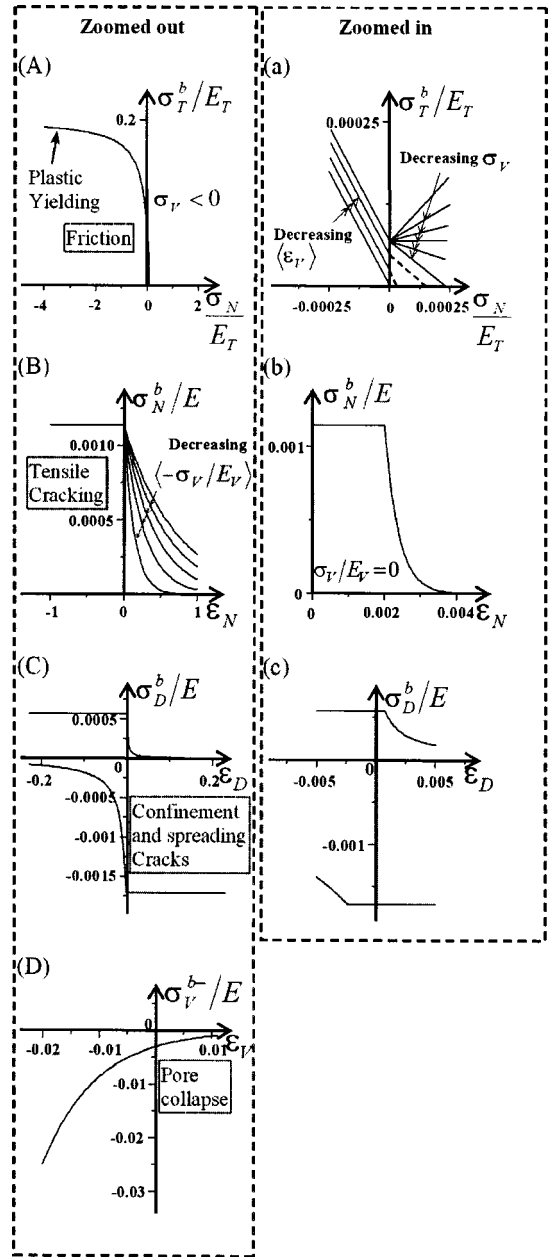 Zoomed out
Zoomed in
(A)
σ_T^b/E_T
0.2
Plastic
Yielding
σ_V < 0
Friction
-4 -2 0 2
σ_N
E_T
(a)
σ_T^b/E_T
0.00025
Decreasing σ_V
Decreasing
⟨ε_V⟩
-0.00025 0 0.00025
σ_N
E_T
(B)
σ_N^b/E
0.0010
Decreasing
⟨-σ_V/E_V⟩
Tensile
Cracking
0.0005
-1 0 1
ε_N
(b)
σ_N^b/E
0.001
σ_V/E_V=0
0
0 0.002 0.004
ε_N
(C)
σ_D^b/E
0.0005
-0.2 0 0.2
ε_D
-0.0005
Confinement
and spreading
Cracks
-0.001
-0.0015
(c)
σ_D^b/E
-0.005 0 0.005
ε_D
-0.001
(D)
σ_V^{b-}/E
0
-0.02 -0.01 0.01
ε_V
Pore
collapse
-0.01
-0.02
-0.03